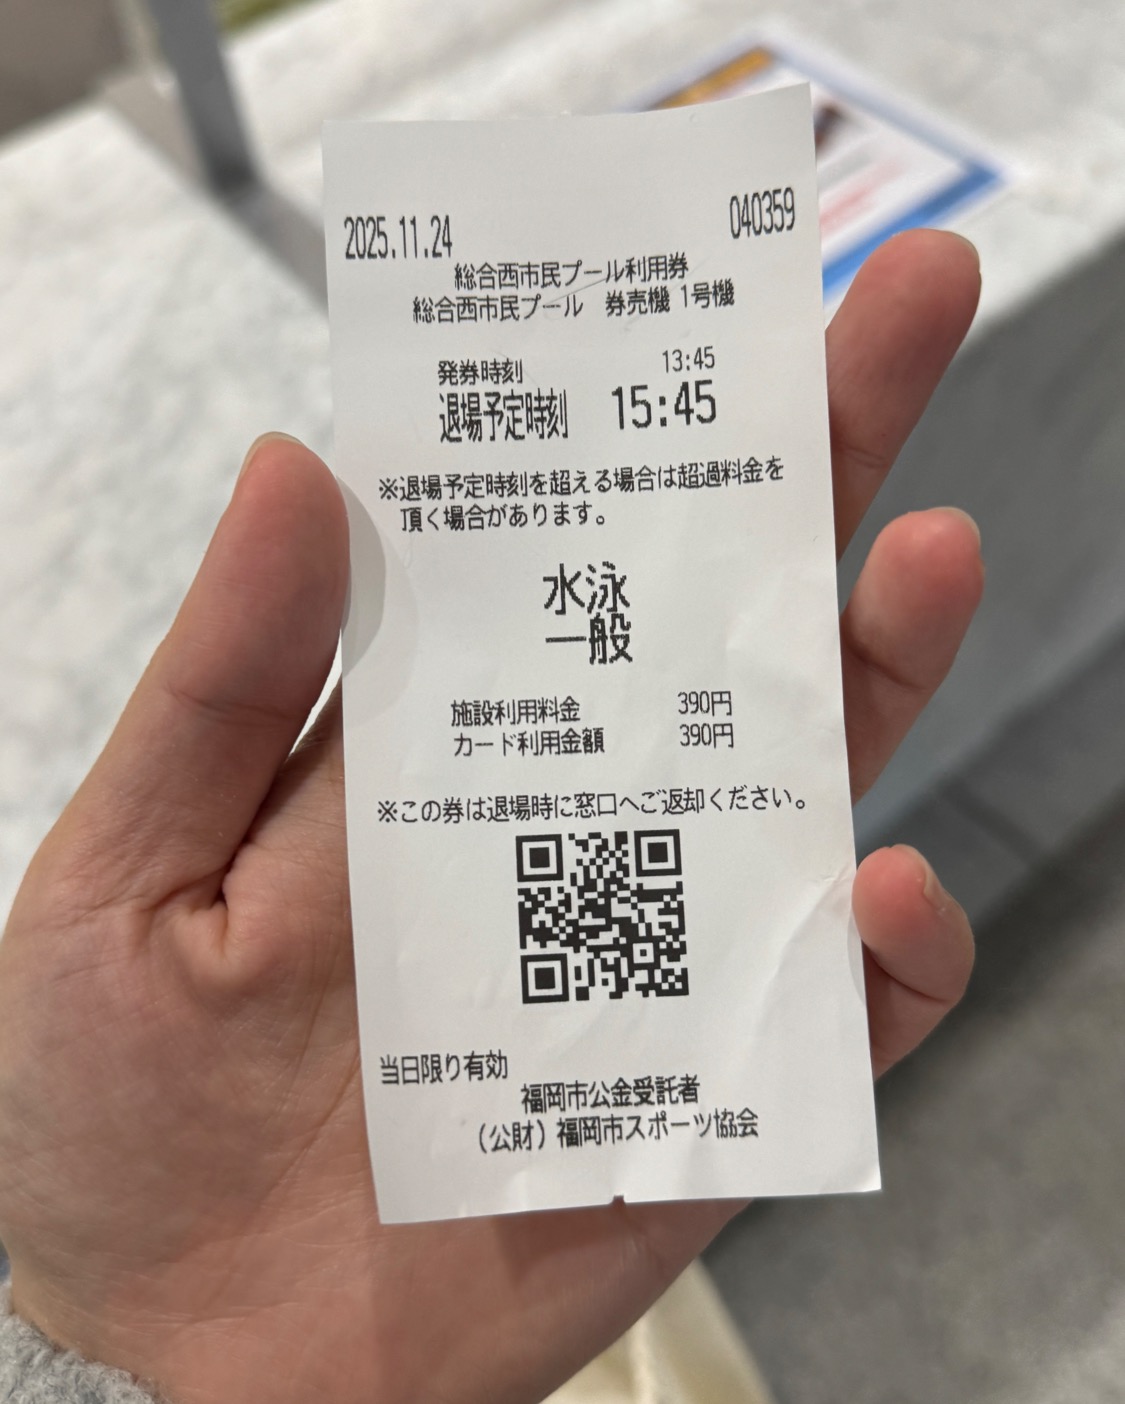 2025.11.24 040359
総合西市民プール利用券
総合西市民プール 券売機 1号機
発券時刻 13:45
退場予定時刻 15:45
※退場予定時刻を超える場合は超過料金を
頂く場合があります。
水泳
一般
施設利用料金 390円
カード利用金額 390円
※この券は退場時に窓口へご返却ください。
当日限り有効
福岡市公金受託者
（公財）福岡市スポーツ協会